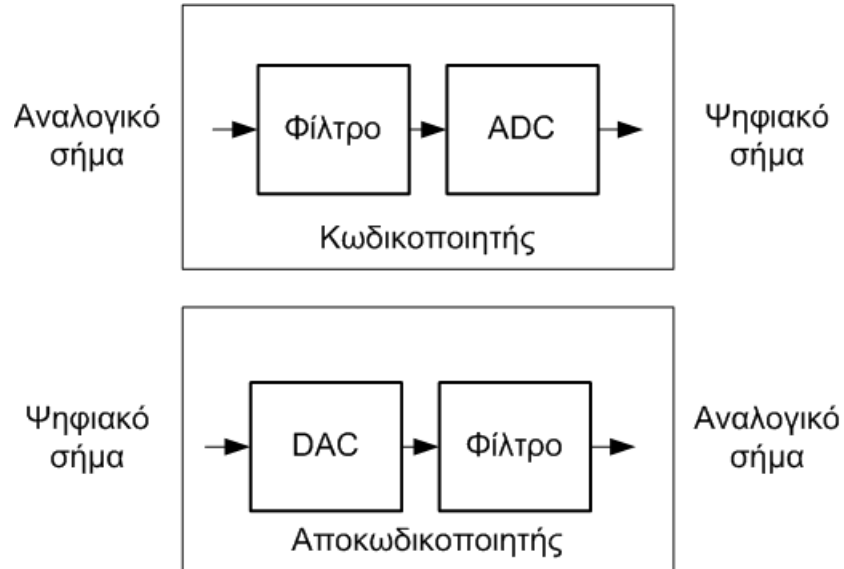 Αναλογικό
σήμα
Φίλτρο
ADC
Ψηφιακό
σήμα
Κωδικοποιητής
Ψηφιακό
σήμα
DAC
Φίλτρο
Αναλογικό
σήμα
Αποκωδικοποιητής